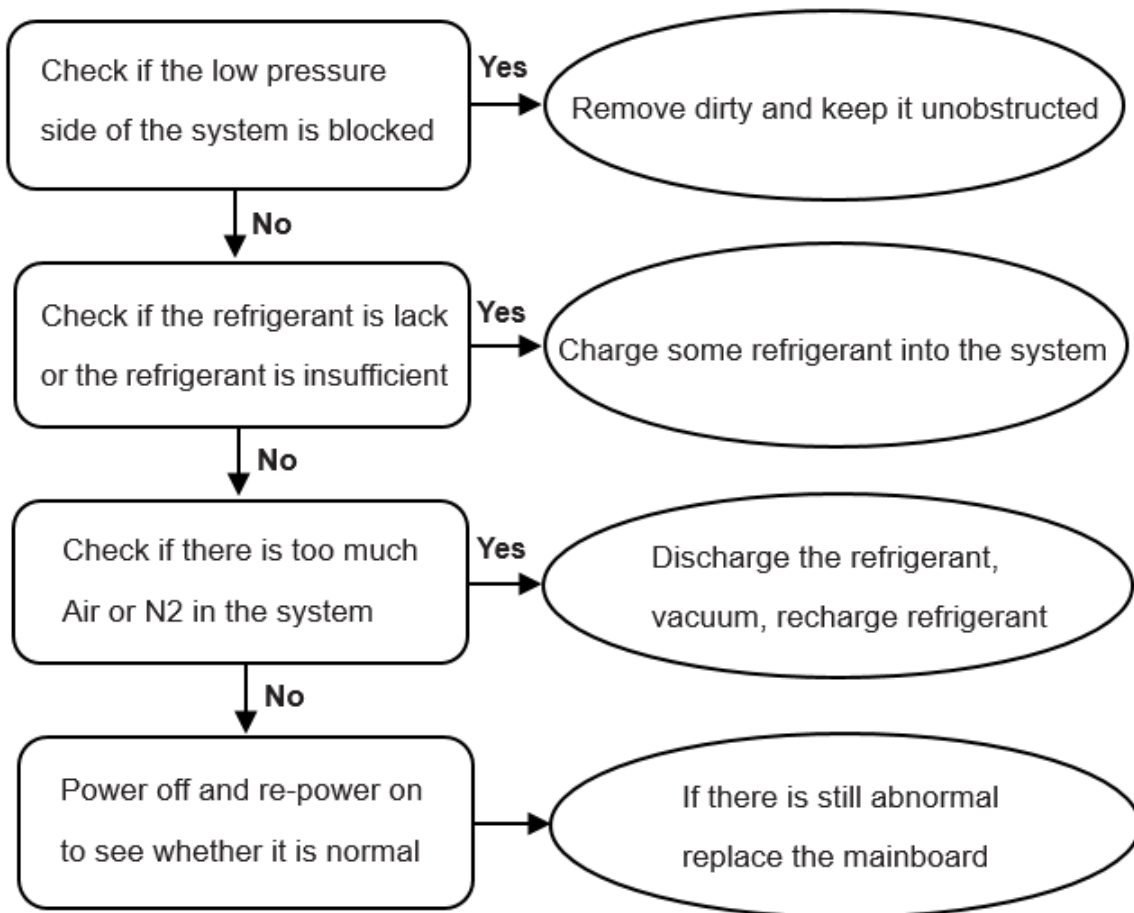 Check if the low pressure
side of the system is blocked
Yes
Remove dirty and keep it unobstructed
No
Check if the refrigerant is lack
or the refrigerant is insufficient
Yes
Charge some refrigerant into the system
No
Check if there is too much
Air or N2 in the system
Yes
Discharge the refrigerant,
vacuum, recharge refrigerant
No
Power off and re-power on
to see whether it is normal
If there is still abnormal
replace the mainboard